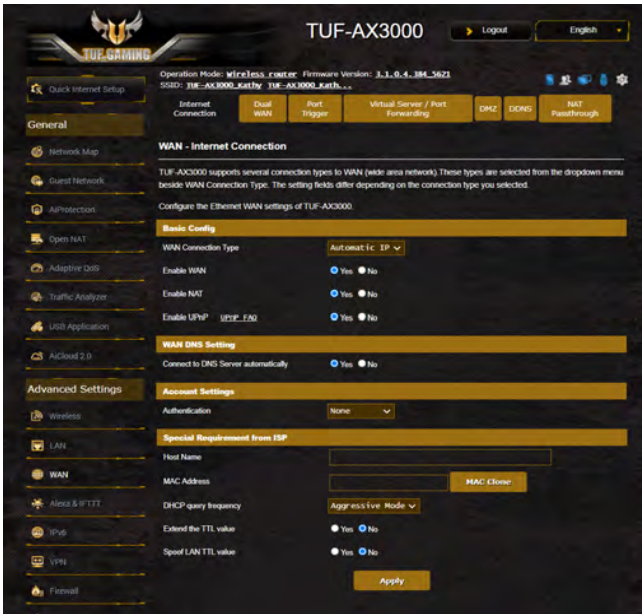 TUF GAMING
TUF-AX3000
Logout
English
Quick Internet Setup
Operation Mode: Wireless router Firmware Version: 3.1.0.4.384_5621
SSID: TUF-AX3000_Kathy TUF-AX3000_Kath...
Internet Connection
Dual WAN
Port Trigger
Virtual Server / Port Forwarding
DMZ
DDNS
NAT Passthrough
General
Network Map
Guest Network
AiProtection
Open NAT
Adaptive QoS
Traffic Analyzer
USB Application
AiCloud 2.0
Advanced Settings
Wireless
LAN
WAN
Alexa & IFTTT
IPv6
VPN
Firewall
WAN - Internet Connection
TUF-AX3000 supports several connection types to WAN (wide area network).These types are selected from the dropdown menu
beside WAN Connection Type. The setting fields differ depending on the connection type you selected.
Configure the Ethernet WAN settings of TUF-AX3000.
Basic Config
WAN Connection Type Automatic IP
Enable WAN Yes No
Enable NAT Yes No
Enable UPnP UPnP FAQ Yes No
WAN DNS Setting
Connect to DNS Server automatically Yes No
Account Settings
Authentication None
Special Requirement from ISP
Host Name
MAC Address MAC Clone
DHCP query frequency Aggressive Mode
Extend the TTL value Yes No
Spoof LAN TTL value Yes No
Apply